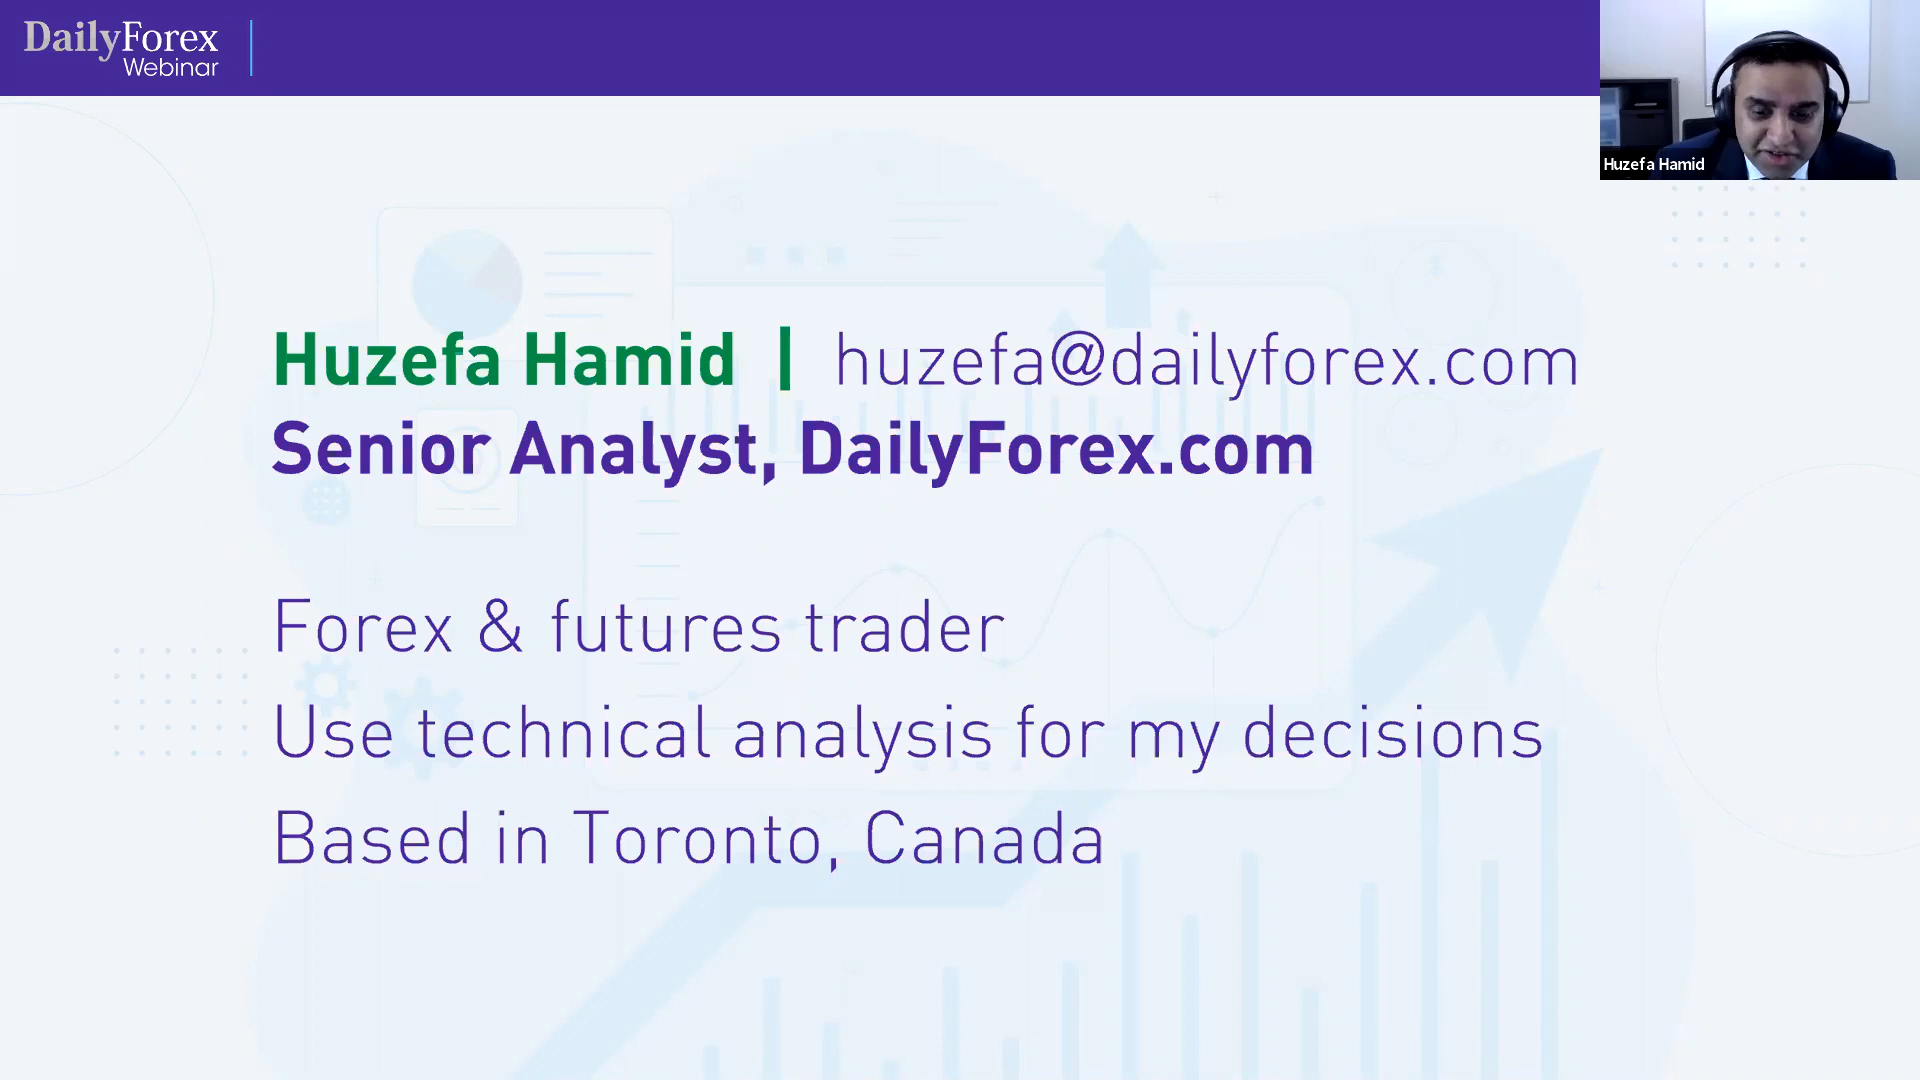 DailyForex
Webinar
Huzefa Hamid
Huzefa Hamid | huzefa@dailyforex.com
Senior Analyst, DailyForex.com
Forex & futures trader
Use technical analysis for my decisions
Based in Toronto, Canada